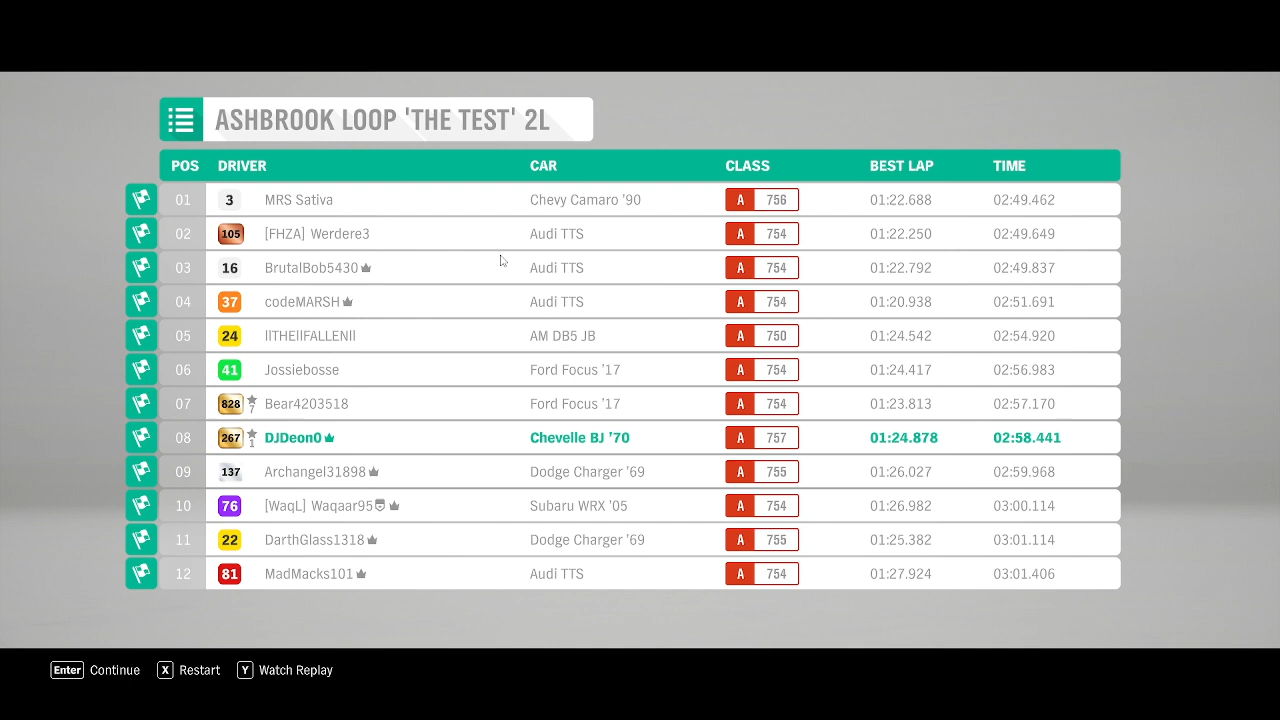 ASHBROOK LOOP 'THE TEST' 2L
POS DRIVER CAR CLASS BEST LAP TIME
01 3 MRS Sativa Chevy Camaro '90 A 756 01:22.688 02:49.462
02 105 [FHZA] Werdere3 Audi TTS A 754 01:22.250 02:49.649
03 16 BrutalBob5430 Audi TTS A 754 01:22.792 02:49.837
04 37 codeMARSH Audi TTS A 754 01:20.938 02:51.691
05 24 IITHEIIFALLENII AM DB5 JB A 750 01:24.542 02:54.920
06 41 Jossiebosse Ford Focus '17 A 754 01:24.417 02:56.983
07 828 7 Bear4203518 Ford Focus '17 A 754 01:23.813 02:57.170
08 267 1 DJDeon0 Chevelle BJ '70 A 757 01:24.878 02:58.441
09 137 Archangel31898 Dodge Charger '69 A 755 01:26.027 02:59.968
10 76 [WaqL] Waqaar95 Subaru WRX '05 A 754 01:26.982 03:00.114
11 22 DarthGlass1318 Dodge Charger '69 A 755 01:25.382 03:01.114
12 81 MadMacks101 Audi TTS A 754 01:27.924 03:01.406
Enter Continue X Restart Y Watch Replay